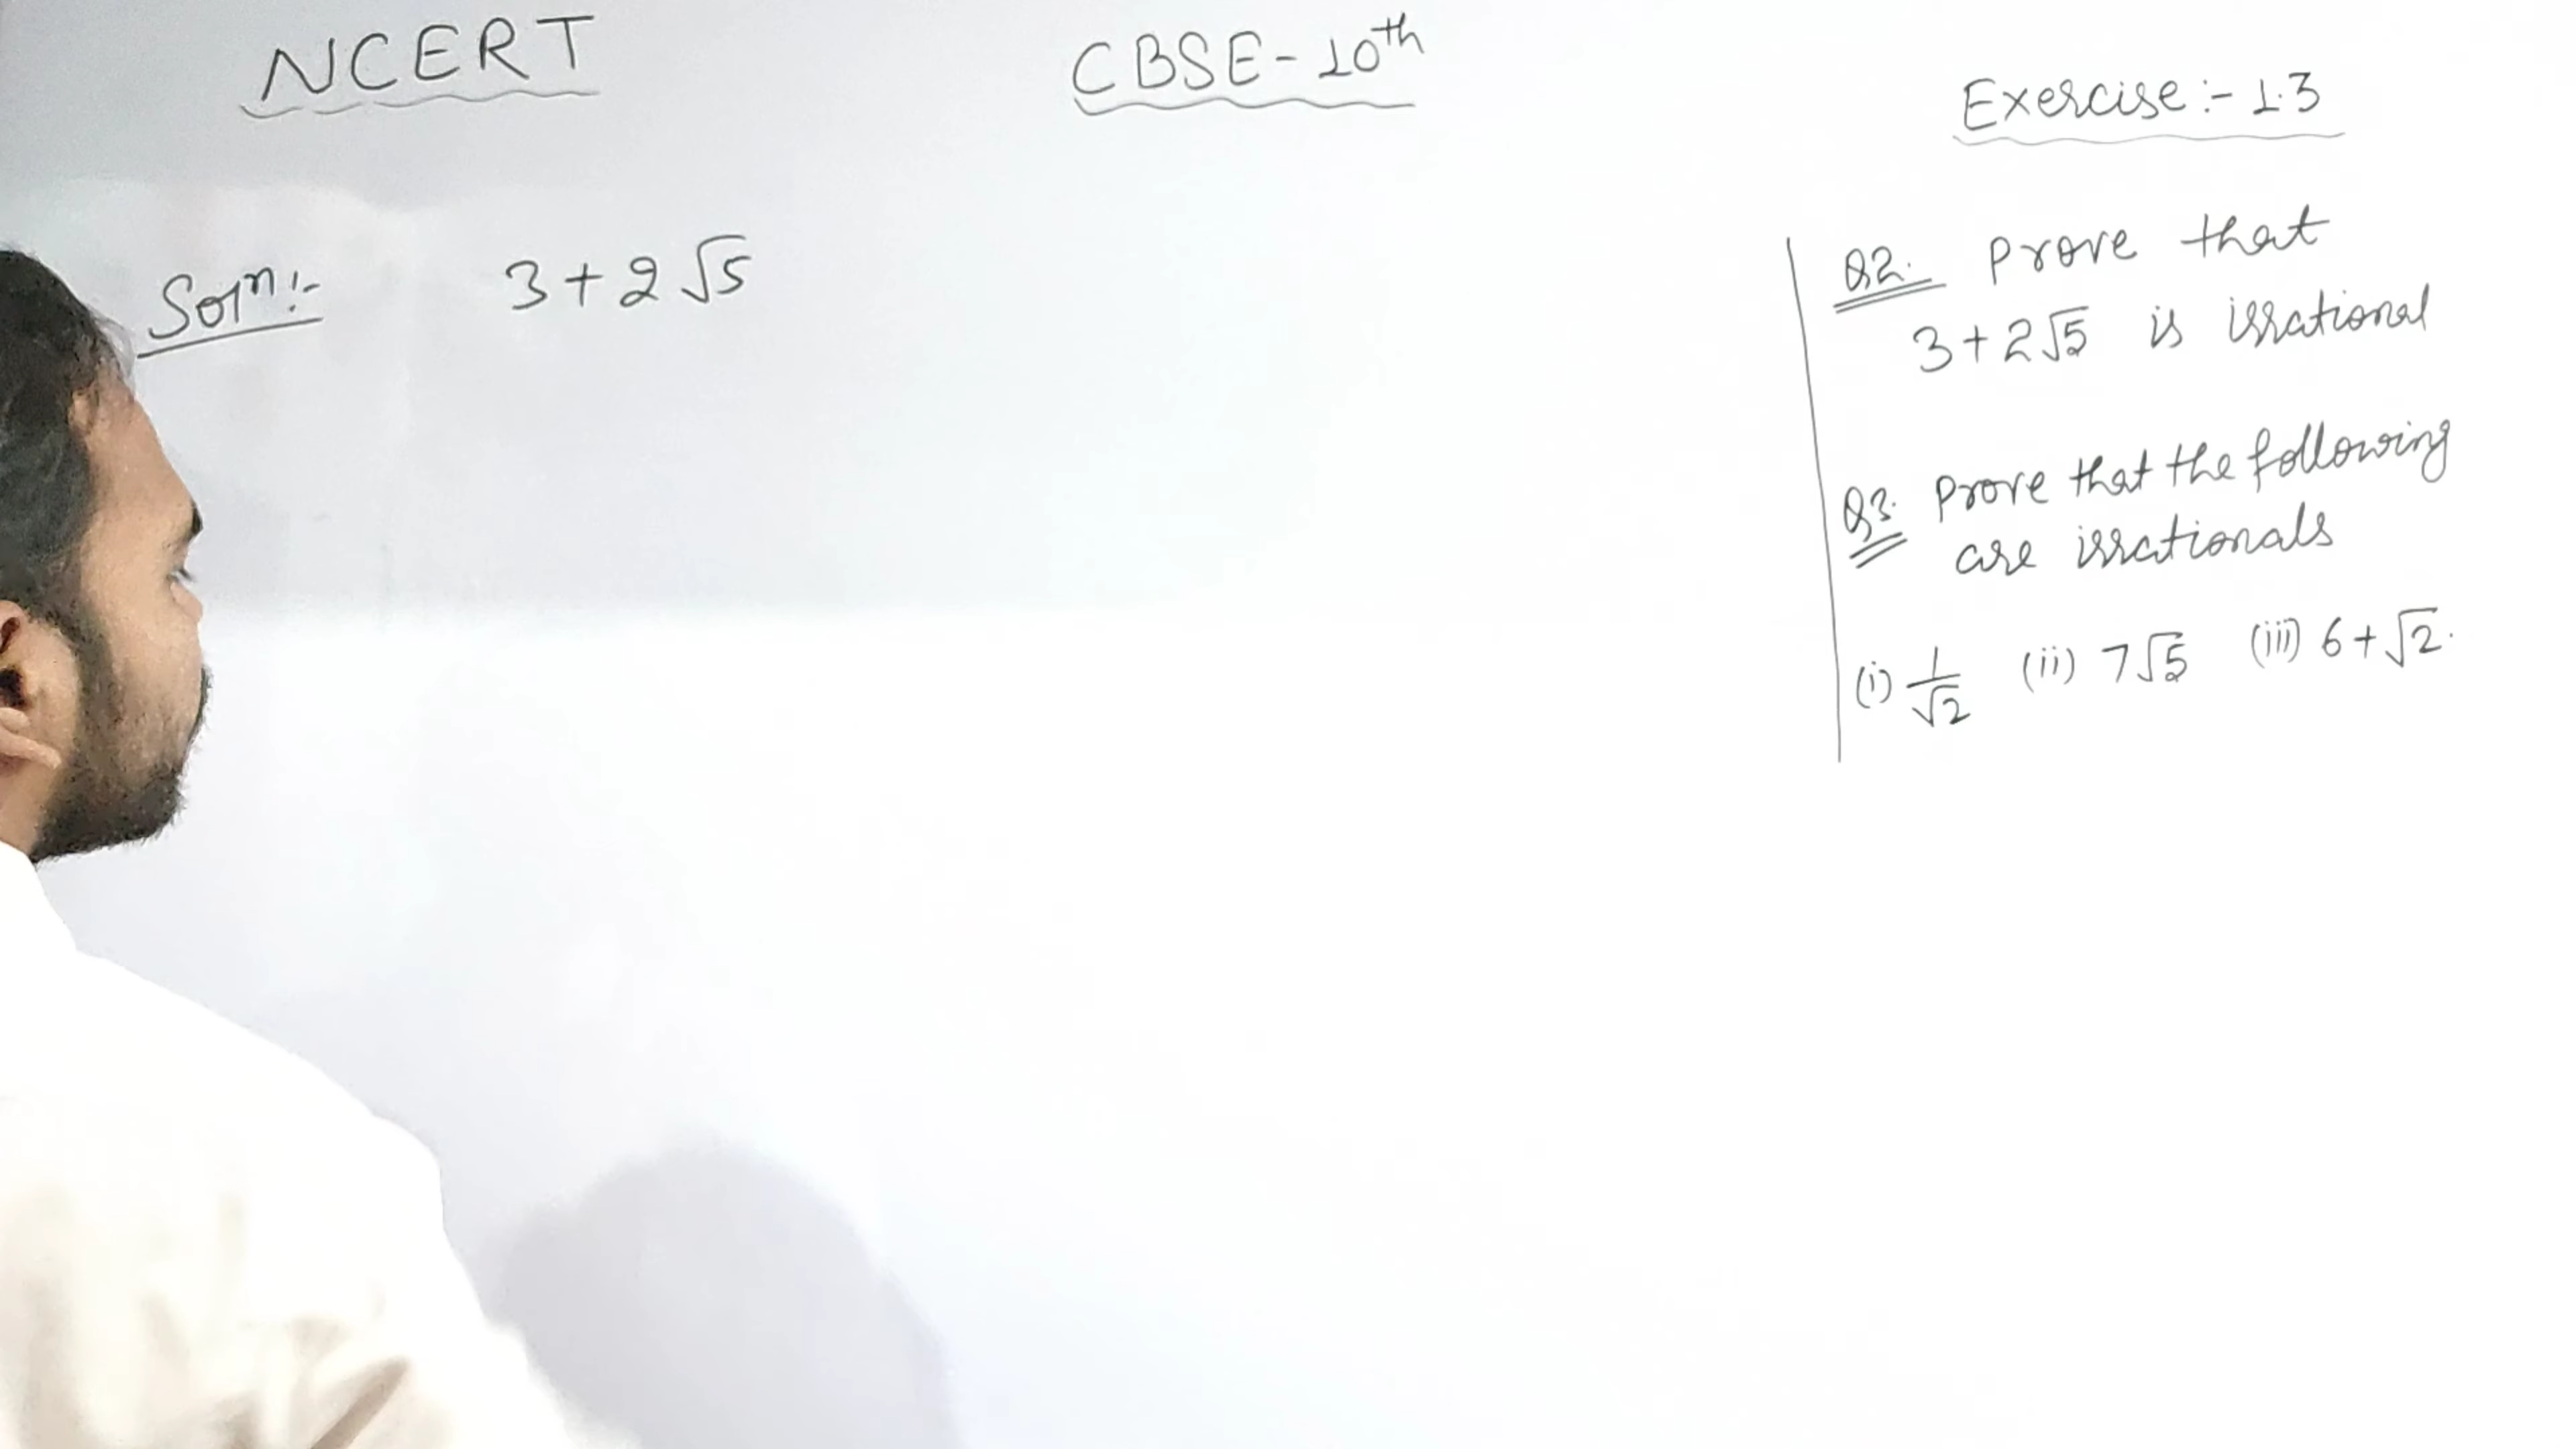 NCERT
CBSE-10th
Exercise:- 1.3
Soln:-
3+2√5
Q2. Prove that
3+2√5 is irrational
Q3. Prove that the following
are irrationals
(i) 1/√2 (ii) 7√5 (iii) 6+√2.